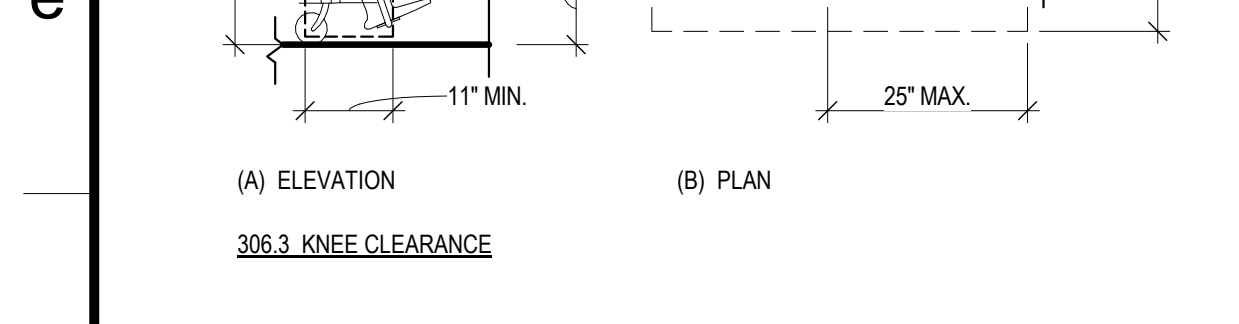 e
11" MIN.
25" MAX.
(A) ELEVATION
(B) PLAN
306.3 KNEE CLEARANCE